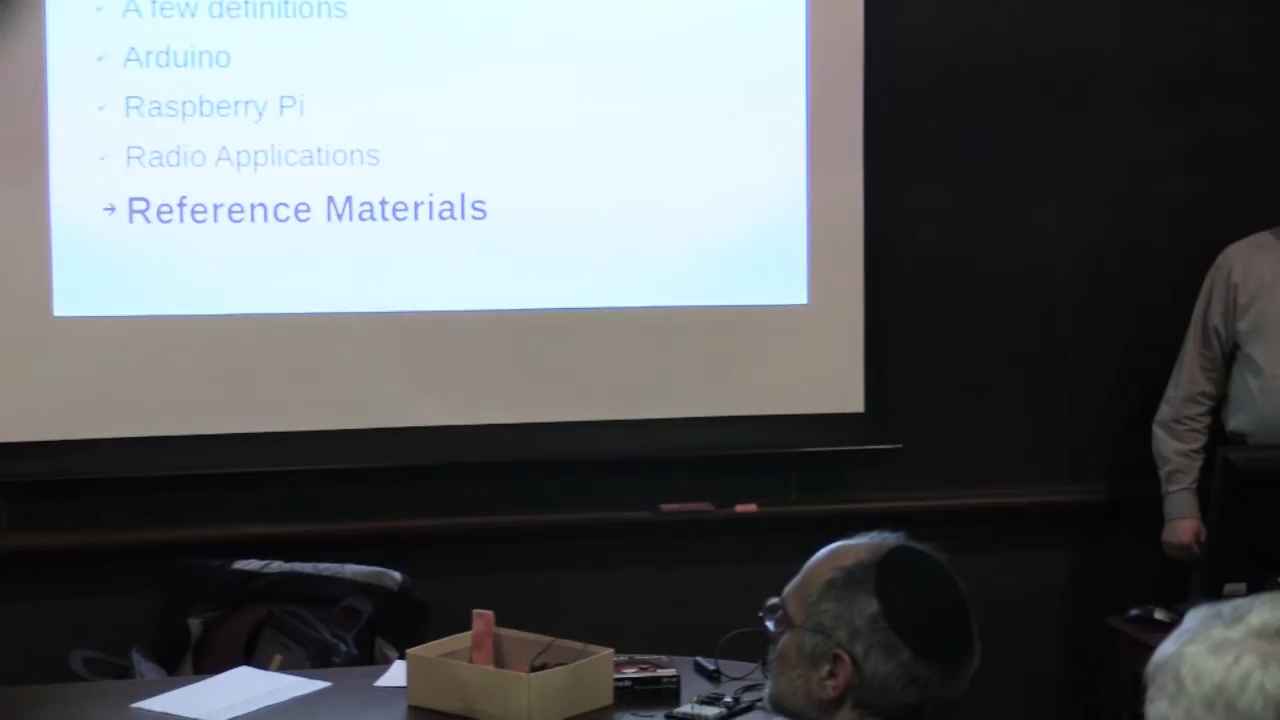 A few definitions
Arduino
Raspberry Pi
Radio Applications
Reference Materials